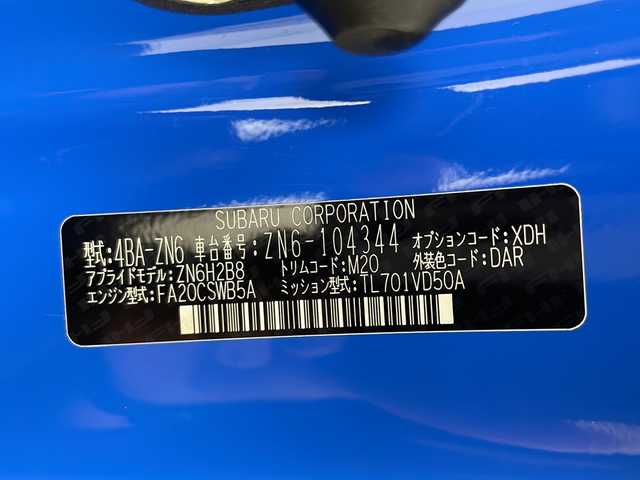 SUBARU CORPORATION
型式:4BA-ZN6 車台番号:ZN6-104344 オプションコード:XDH
アプライドモデル:ZN6H2B8 トリムコード:M20 外装色コード:DAR
エンジン型式:FA20CSWB5A ミッション型式:TL701VD50A